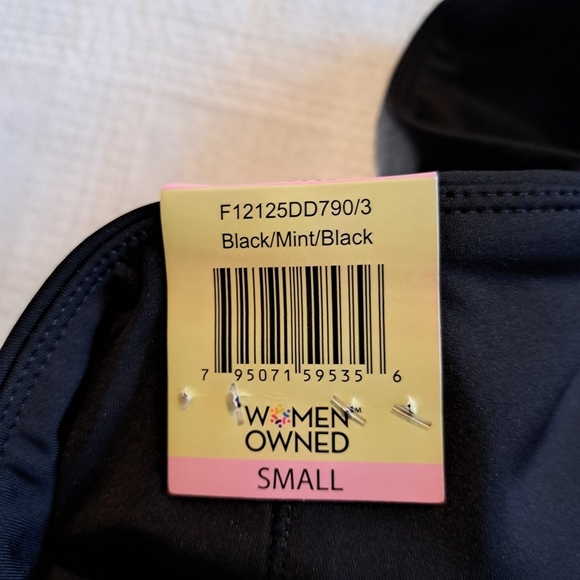 F12125DD790/3
Black/Mint/Black
7 95071 59535 6
WOMEN
OWNED
SMALL